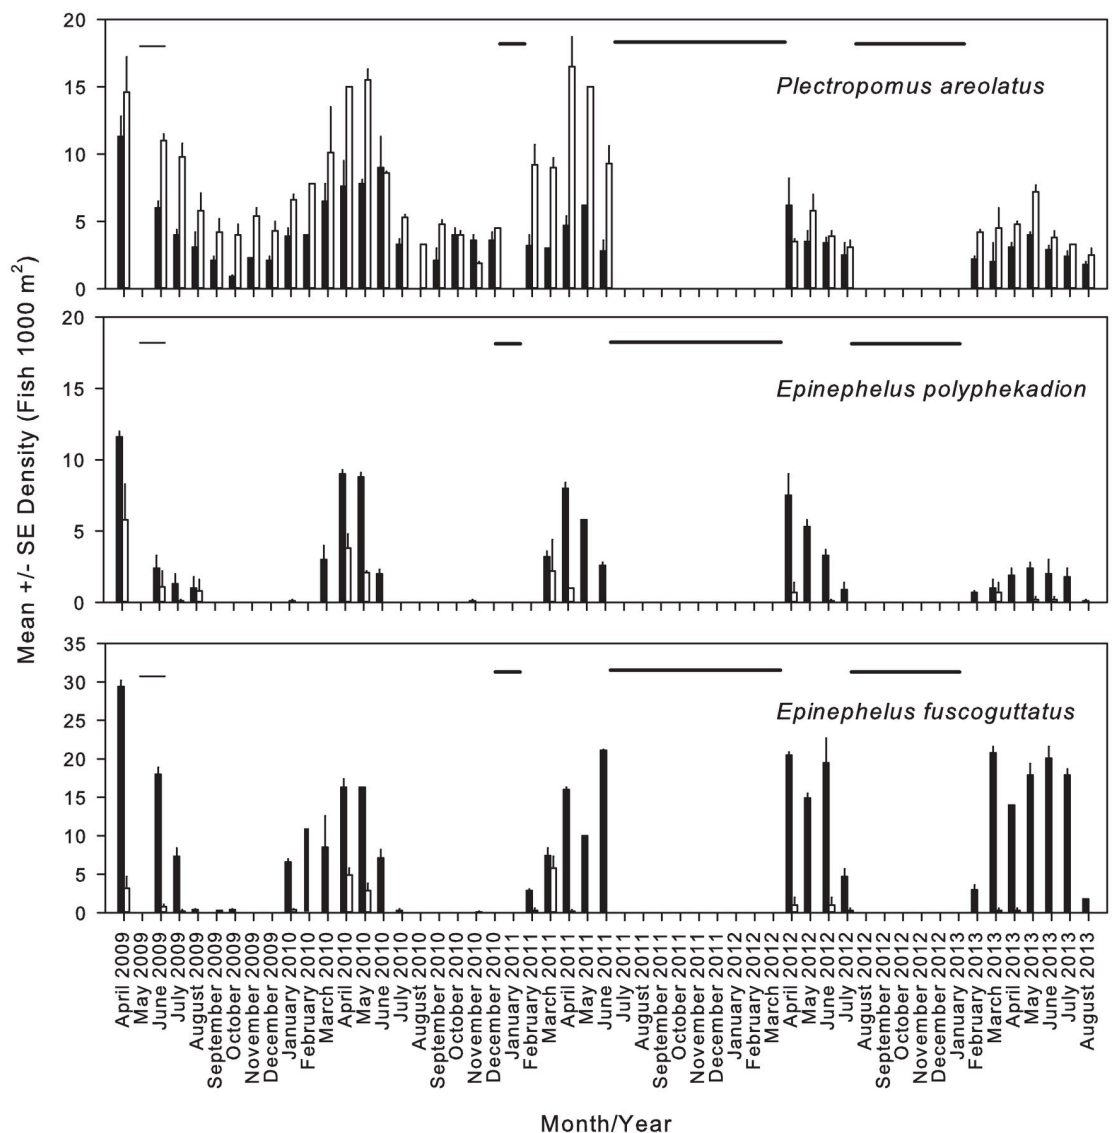 Mean +/- SE Density (Fish 1000 m²)
20
15
10
5
0
Plectropomus areolatus
20
15
10
5
0
Epinephelus polyphekadion
35
30
25
20
15
10
5
0
Epinephelus fuscoguttatus
April 2009
May 2009
June 2009
July 2009
August 2009
September 2009
October 2009
November 2009
December 2009
January 2010
February 2010
March 2010
April 2010
May 2010
June 2010
July 2010
August 2010
September 2010
October 2010
November 2010
December 2010
January 2011
February 2011
March 2011
April 2011
May 2011
June 2011
July 2011
August 2011
September 2011
October 2011
November 2011
December 2011
January 2012
February 2012
March 2012
April 2012
May 2012
June 2012
July 2012
August 2012
September 2012
October 2012
November 2012
December 2012
January 2013
February 2013
March 2013
April 2013
May 2013
June 2013
July 2013
August 2013
Month/Year